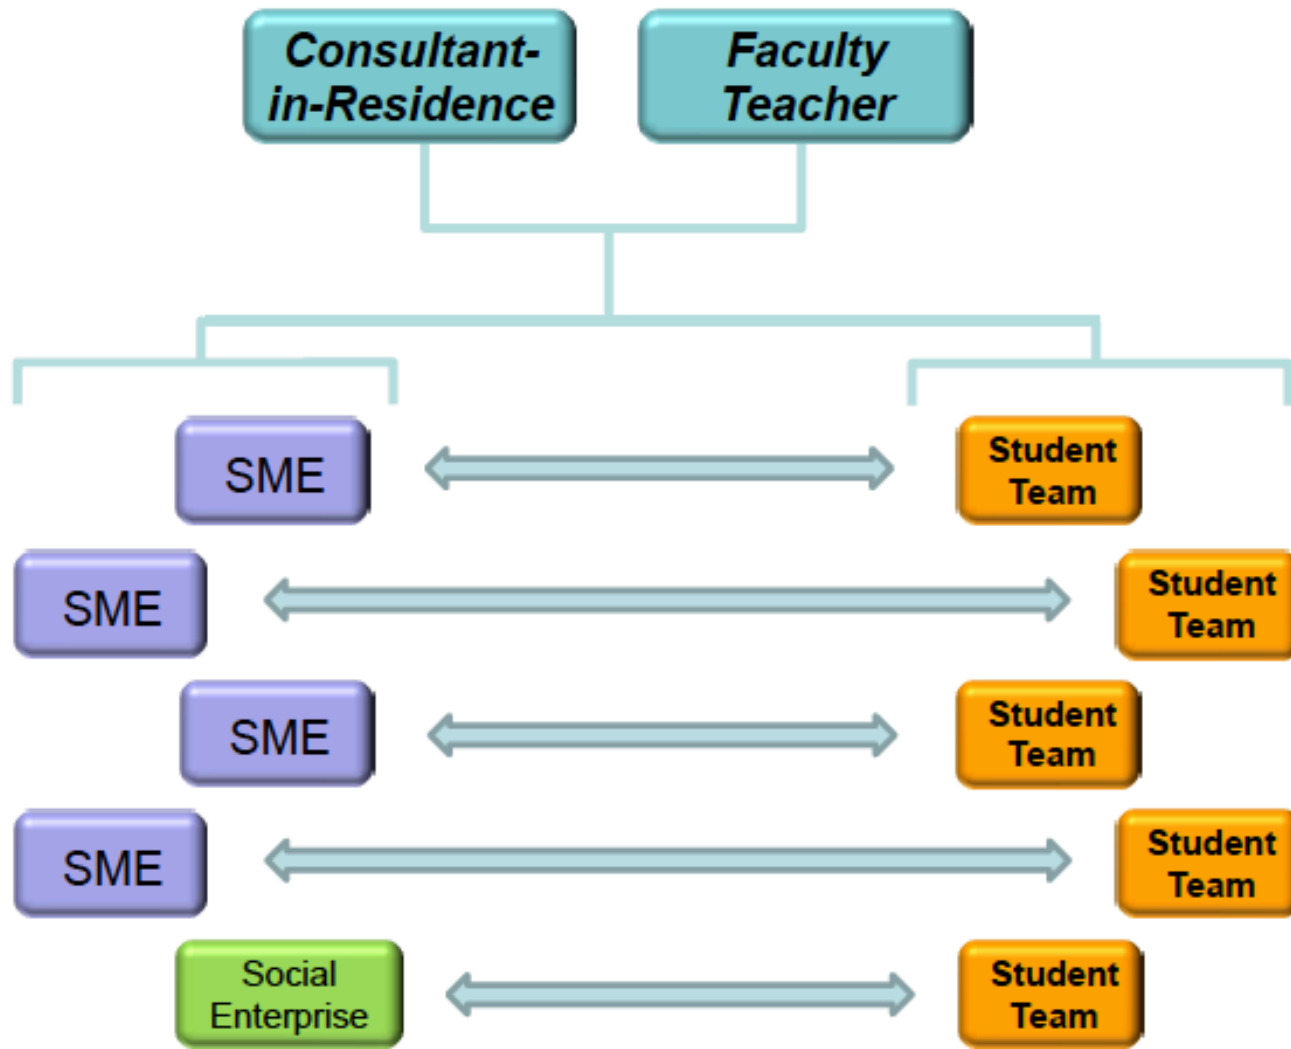 Consultant-
in-Residence
Faculty
Teacher
SME
Student
Team
SME
Student
Team
SME
Student
Team
SME
Student
Team
Social
Enterprise
Student
Team